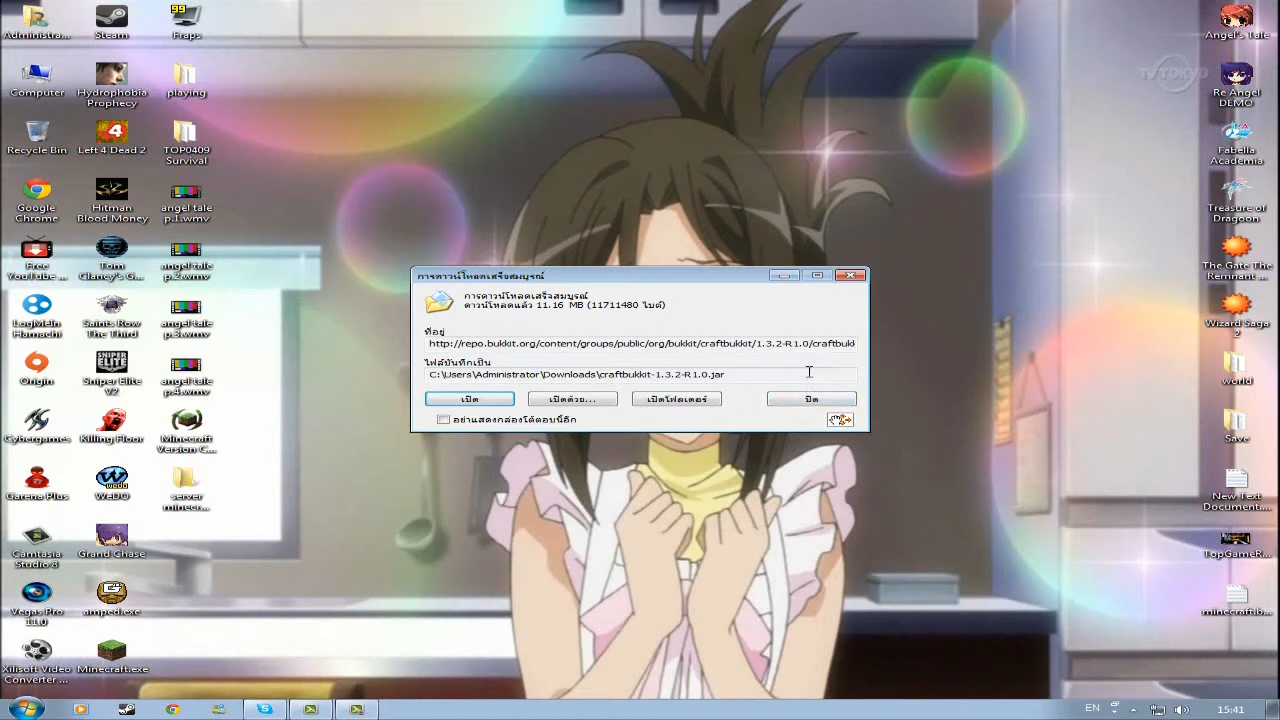 Administra...
Steam
99
Fraps
Computer
Hydrophobia
Prophecy
playing
Recycle Bin
Left 4 Dead 2
TOP0409
Survival
Google
Chrome
Hitman
Blood Money
angel tale
p.1.wmv
Free
YouTube ...
Tom
Clancy's G...
angel tale
p.2.wmv
LogMeIn
Hamachi
Saints Row
The Third
angel tale
p.3.wmv
Origin
Sniper Elite
V2
angel tale
p.4.wmv
Cybergames
Killing Floor
Minecraft
Version C...
Garena Plus
WeDO
server
minecr...
Camtasia
Studio 8
Grand Chase
Vegas Pro
11.0
amped.exe
Xilisoft Video
Converter ...
Minecraft.exe
TV TOKYO
การดาวน์โหลดเสร็จสมบูรณ์
การดาวน์โหลดเสร็จสมบูรณ์
ดาวน์โหลดแล้ว 11.16 MB (11711480 ไบต์)
ที่อยู่
http://repo.bukkit.org/content/groups/public/org/bukkit/craftbukkit/1.3.2-R1.0/craftbukk
ไฟล์บันทึกเป็น
C:\Users\Administrator\Downloads\craftbukkit-1.3.2-R1.0.jar
เปิด
เปิดด้วย...
เปิดโฟลเดอร์
ปิด
อย่าแสดงกล่องโต้ตอบนี้อีก
Angel's Tale
Re Angel
DEMO
Fabella
Academia
Treasure of
Dragoon
The Gate The
Remnant ...
Wizard Saga
2
world
Save
New Text
Document....
TopGameR...
minecraft.b...
EN
15:41